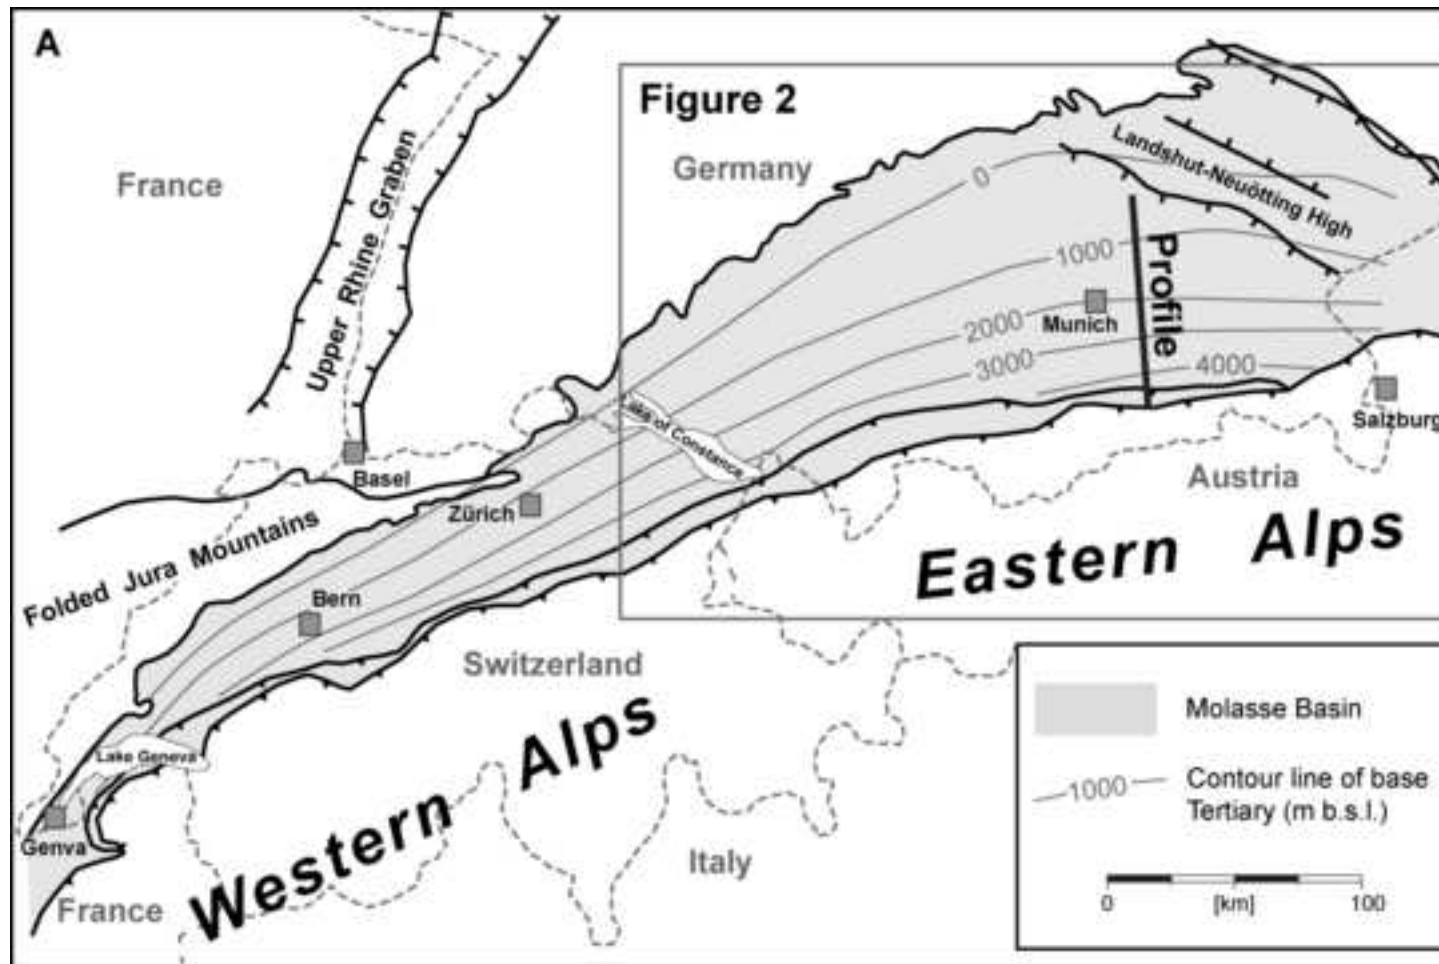 A
Figure 2
France
Germany
Upper Rhine Graben
Landshut-Neuötting High
0
1000
Profile
2000
Munich
3000
4000
Lake of Constance
Salzburg
Basel
Austria
Zürich
Folded Jura Mountains
Eastern Alps
Bern
Switzerland
Western Alps
Lake Geneva
Genva
Italy
France
Molasse Basin
1000
Contour line of base
Tertiary (m b.s.l.)
0 [km] 100